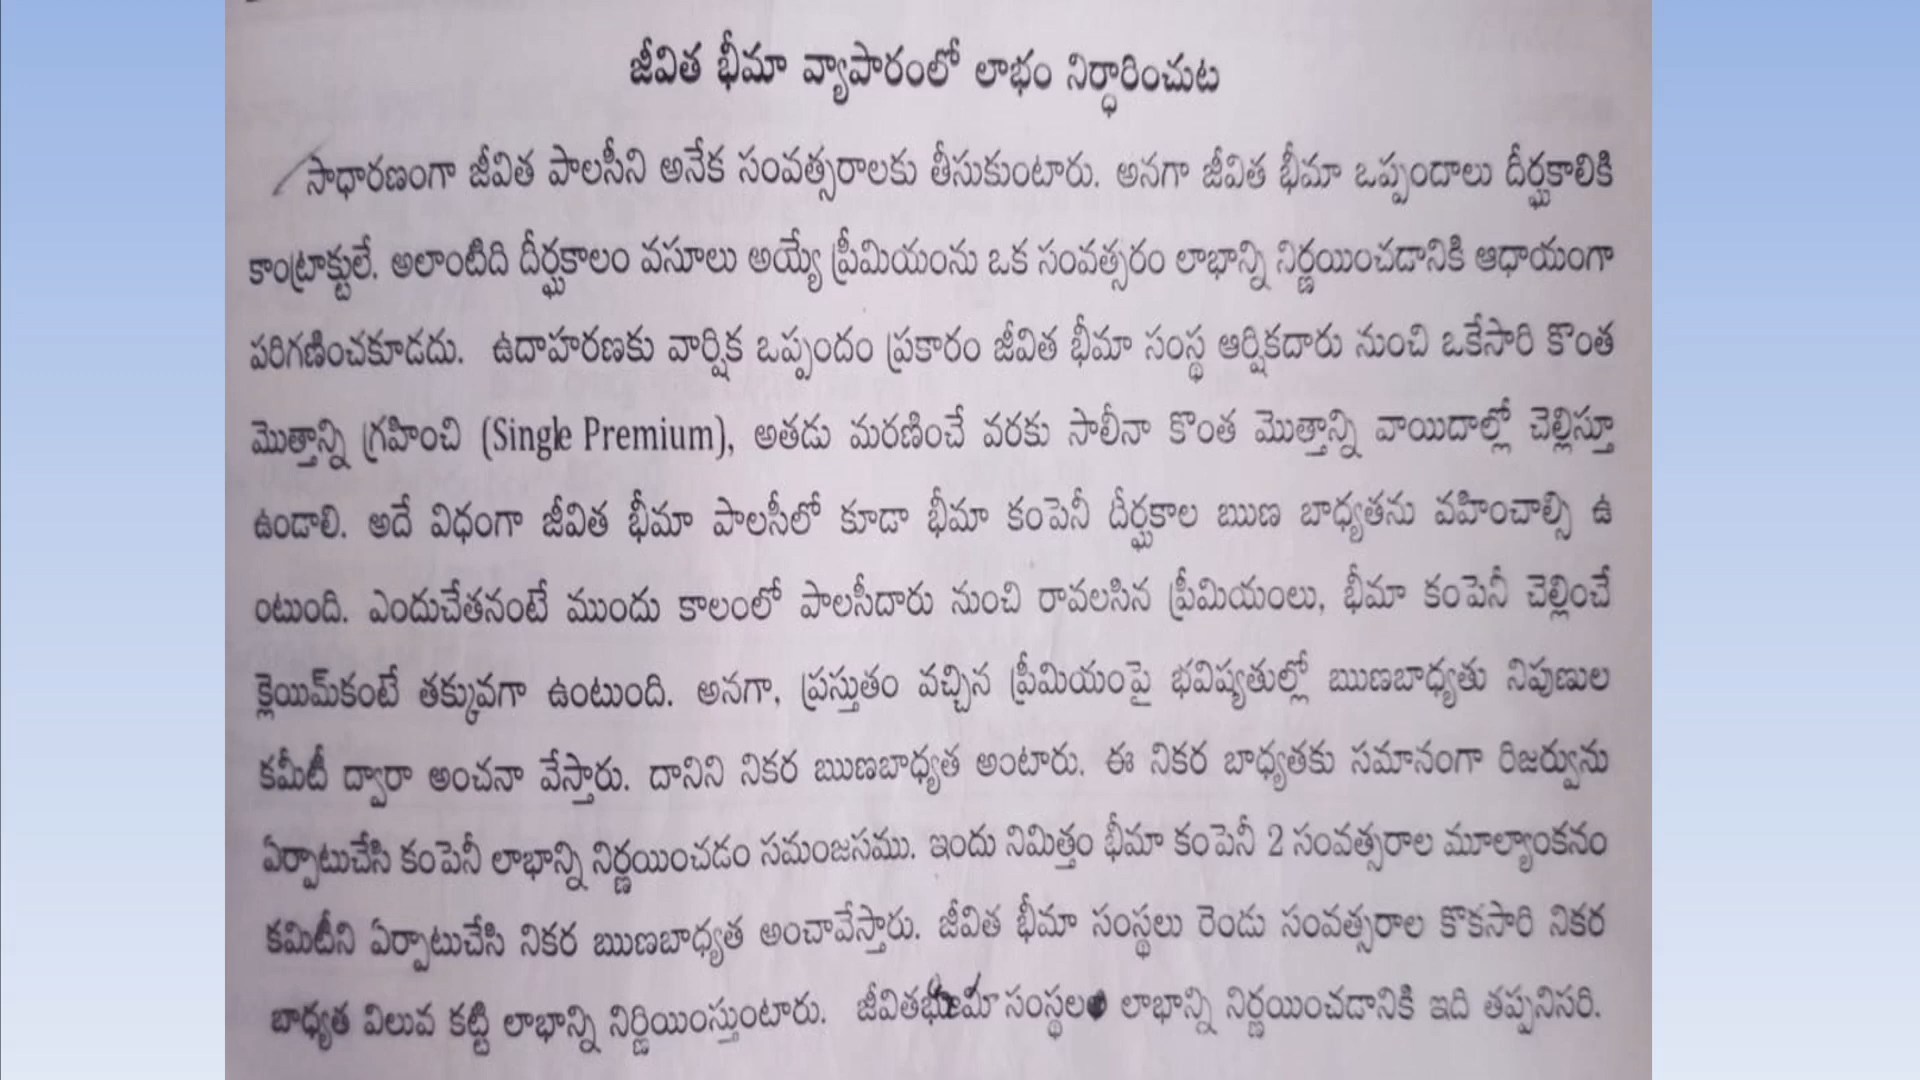 జీవిత భీమా వ్యాపారంలో లాభం నిర్ధారించుట
సాధారణంగా జీవిత పాలసీని అనేక సంవత్సరాలకు తీసుకుంటారు. అనగా జీవిత భీమా ఒప్పందాలు దీర్ఘకాలికి
కాంట్రాక్టులే. అలాంటిది దీర్ఘకాలం వసూలు అయ్యే ప్రీమియంను ఒక సంవత్సరం లాభాన్ని నిర్ణయించడానికి ఆధాయంగా
పరిగణించకూడదు. ఉదాహరణకు వార్షిక ఒప్పందం ప్రకారం జీవిత భీమా సంస్థ ఆర్షికదారు నుంచి ఒకేసారి కొంత
మొత్తాన్ని గ్రహించి (Single Premium), అతడు మరణించే వరకు సాలీనా కొంత మొత్తాన్ని వాయిదాల్లో చెల్లిస్తూ
ఉండాలి. అదే విధంగా జీవిత భీమా పాలసీలో కూడా భీమా కంపెనీ దీర్ఘకాల ఋణ బాధ్యతను వహించాల్సి ఉ
ంటుంది. ఎందుచేతనంటే ముందు కాలంలో పాలసీదారు నుంచి రావలసిన ప్రీమియంలు, భీమా కంపెనీ చెల్లించే
క్లెయిమ్‌కంటే తక్కువగా ఉంటుంది. అనగా, ప్రస్తుతం వచ్చిన ప్రీమియంపై భవిష్యతుల్లో ఋణబాధ్యతు నిపుణుల
కమీటీ ద్వారా అంచనా వేస్తారు. దానిని నికర ఋణబాధ్యత అంటారు. ఈ నికర బాధ్యతకు సమానంగా రిజర్వును
ఏర్పాటుచేసి కంపెనీ లాభాన్ని నిర్ణయించడం సమంజసము. ఇందు నిమిత్తం భీమా కంపెనీ 2 సంవత్సరాల మూల్యాంకనం
కమిటీని ఏర్పాటుచేసి నికర ఋణబాధ్యత అంచావేస్తారు. జీవిత భీమా సంస్థలు రెండు సంవత్సరాల కొకసారి నికర
బాధ్యత విలువ కట్టి లాభాన్ని నిర్ణియింస్తుంటారు. జీవితభీమా సంస్థల లాభాన్ని నిర్ణయించడానికి ఇది తప్పనిసరి.